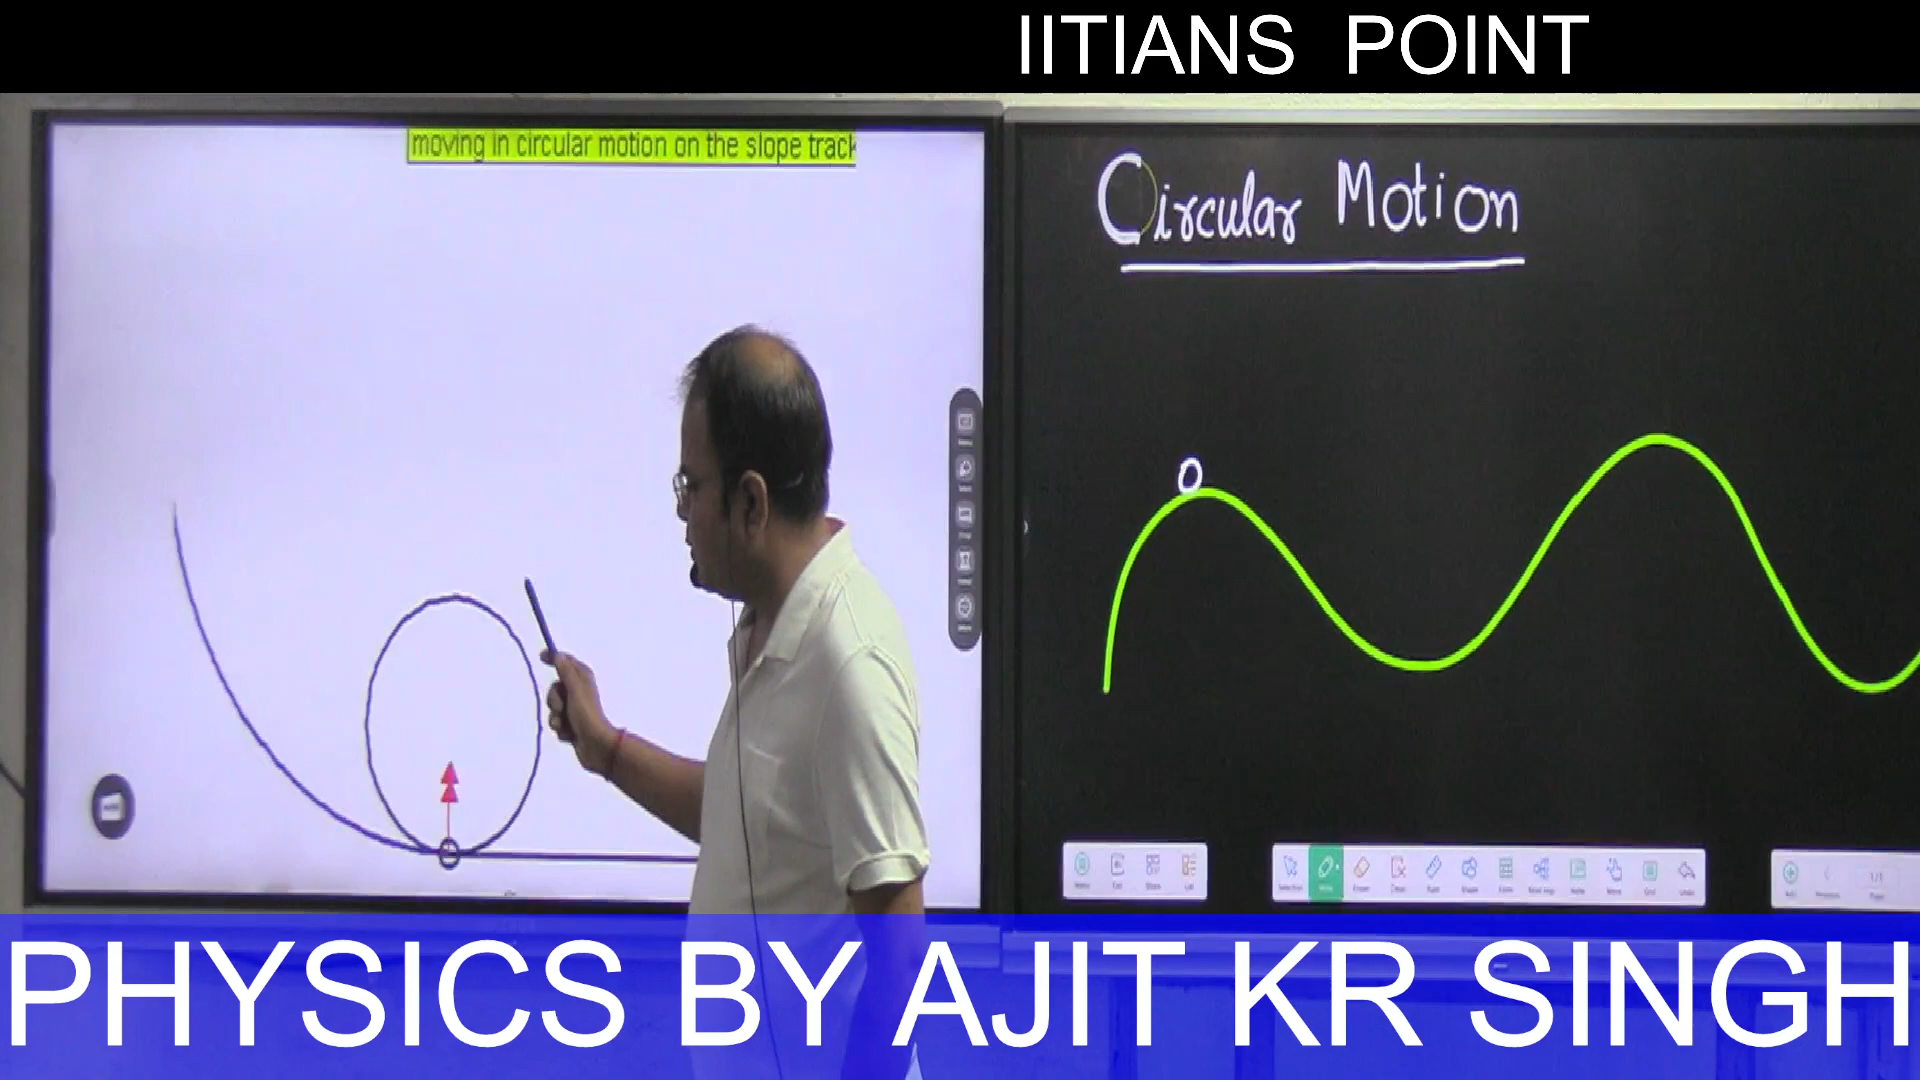 IITIANS POINT
moving in circular motion on the slope track
Circular Motion
PHYSICS BY AJIT KR SINGH